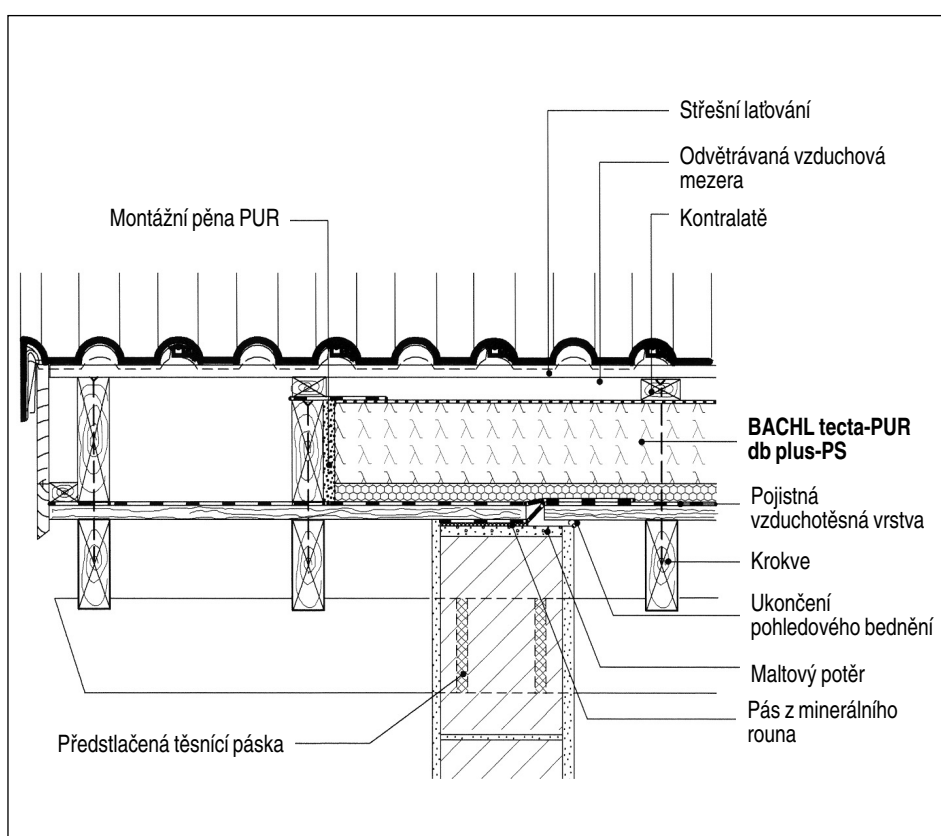 Střešní laťování
Odvětrávaná vzduchová
mezera
Montážní pěna PUR
Kontralatě
BACHL tecta-PUR
db plus-PS
Pojistná
vzduchotěsná vrstva
Krokve
Ukončení
pohledového bednění
Maltový potěr
Pás z minerálního
rouna
Předstlačená těsnící páska